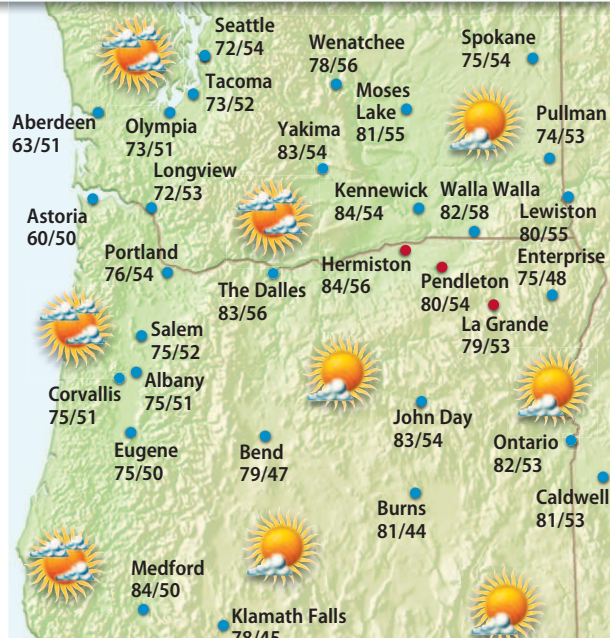 Seattle
72/54
Wenatchee
78/56
Spokane
75/54
Tacoma
73/52
Moses
Lake
81/55
Aberdeen
63/51
Olympia
73/51
Yakima
83/54
Pullman
74/53
Longview
72/53
Kennewick
84/54
Walla Walla
82/58
Lewiston
80/55
Astoria
60/50
Portland
76/54
The Dalles
83/56
Hermiston
84/56
Pendleton
80/54
Enterprise
75/48
La Grande
79/53
Salem
75/52
Albany
75/51
Corvallis
75/51
Eugene
75/50
Bend
79/47
John Day
83/54
Ontario
82/53
Burns
81/44
Caldwell
81/53
Medford
84/50
Klamath Falls
78/45